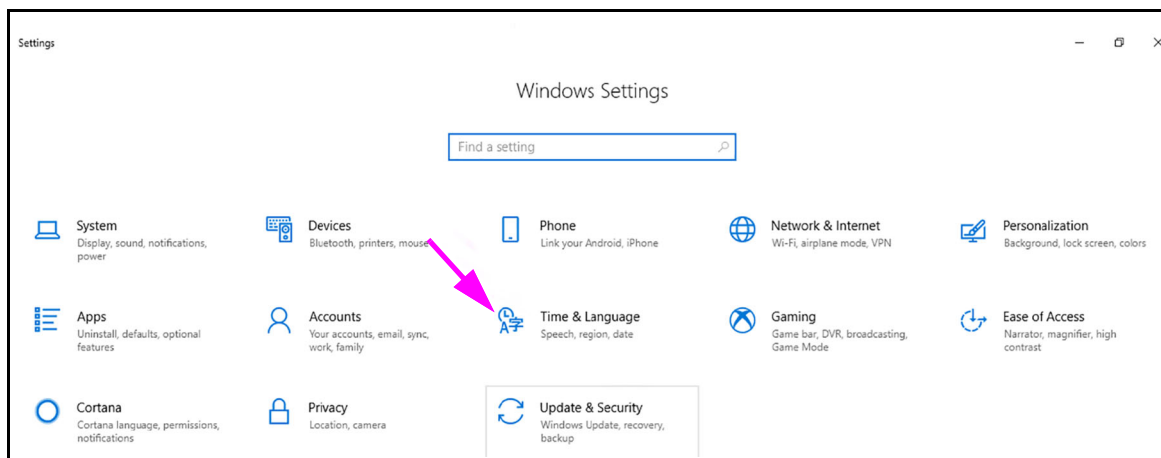 Settings
Windows Settings
Find a setting
System
Display, sound, notifications,
power
Devices
Bluetooth, printers, mouse
Phone
Link your Android, iPhone
Network & Internet
Wi-Fi, airplane mode, VPN
Personalization
Background, lock screen, colors
Apps
Uninstall, defaults, optional
features
Accounts
Your accounts, email, sync,
work, family
Time & Language
Speech, region, date
Gaming
Game bar, DVR, broadcasting,
Game Mode
Ease of Access
Narrator, magnifier, high
contrast
Cortana
Cortana language, permissions,
notifications
Privacy
Location, camera
Update & Security
Windows Update, recovery,
backup